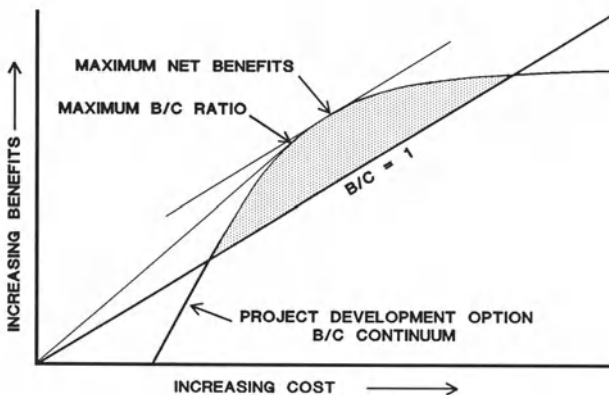 MAXIMUM NET BENEFITS
MAXIMUM B/C RATIO
B/C = 1
INCREASING BENEFITS
PROJECT DEVELOPMENT OPTION
B/C CONTINUUM
INCREASING COST